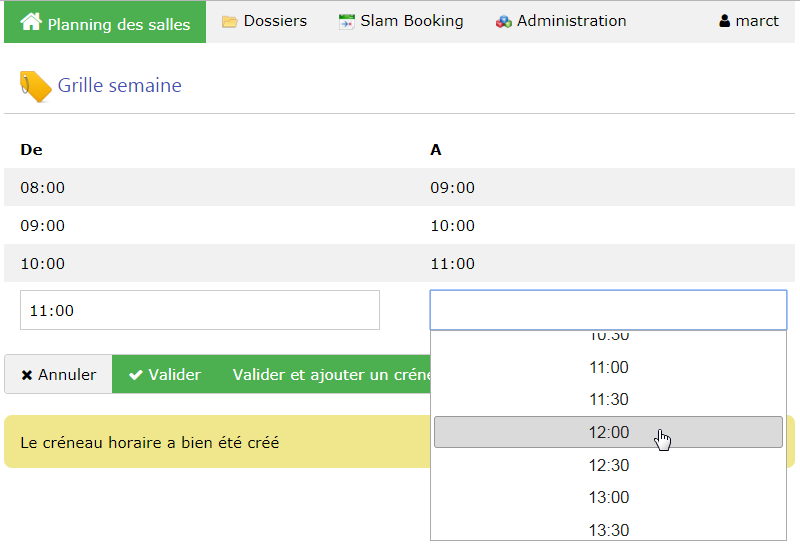 Planning des salles Dossiers Slam Booking Administration marct
Grille semaine
De A
08:00 09:00
09:00 10:00
10:00 11:00
11:00
10:30
11:00
11:30
12:00
12:30
13:00
13:30
Annuler Valider Valider et ajouter un créne
Le créneau horaire a bien été créé